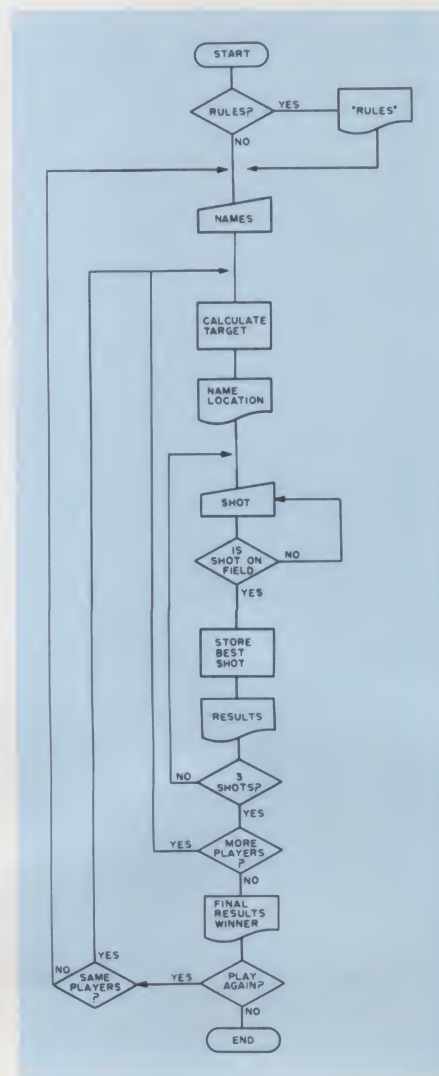 START
RULES?
YES
"RULES"
NO
NAMES
CALCULATE
TARGET
NAME
LOCATION
SHOT
IS
SHOT ON
FIELD
NO
YES
STORE
BEST
SHOT
RESULTS
NO
3
SHOTS?
YES
YES
MORE
PLAYERS
?
NO
FINAL
RESULTS
WINNER
YES
NO
SAME
PLAYERS
?
YES
PLAY
AGAIN?
NO
END